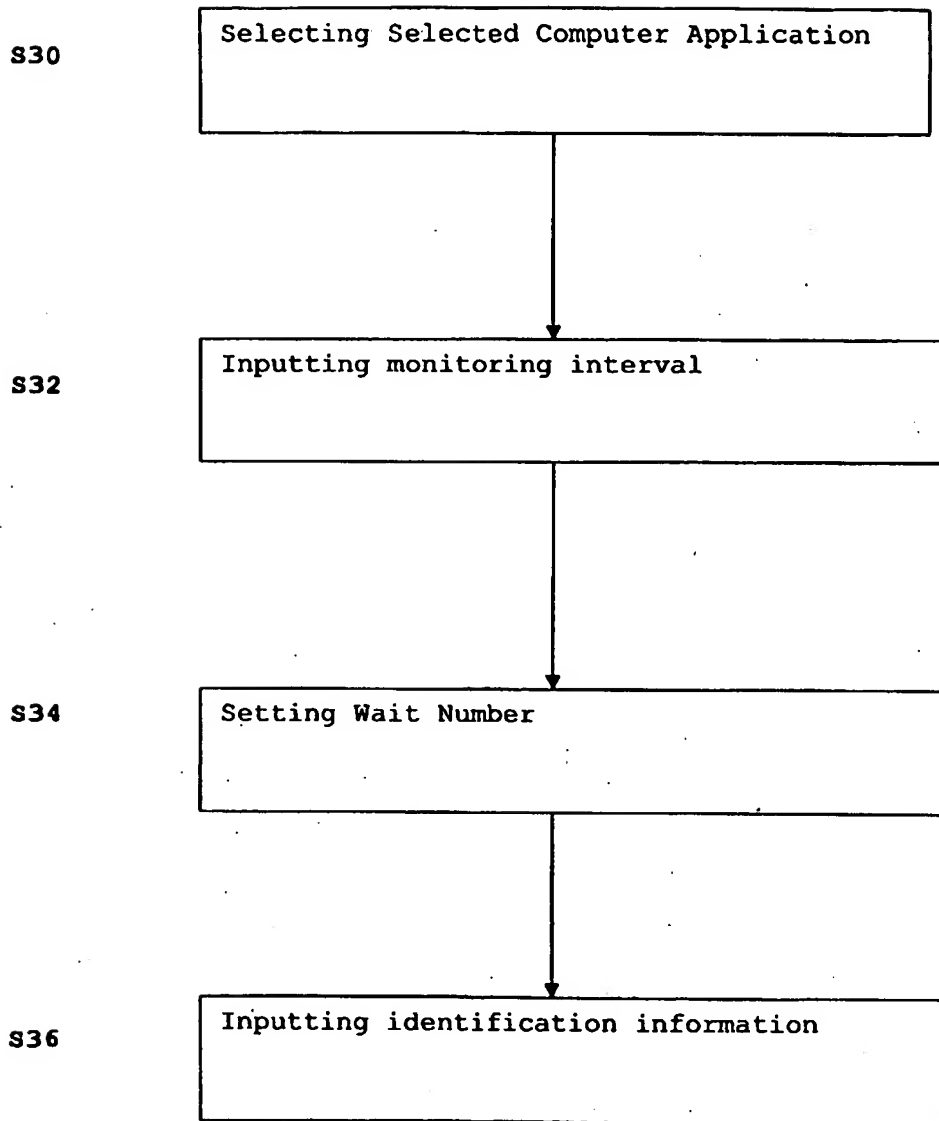 S30 Selecting Selected Computer Application
S32 Inputting monitoring interval
S34 Setting Wait Number
S36 Inputting identification information